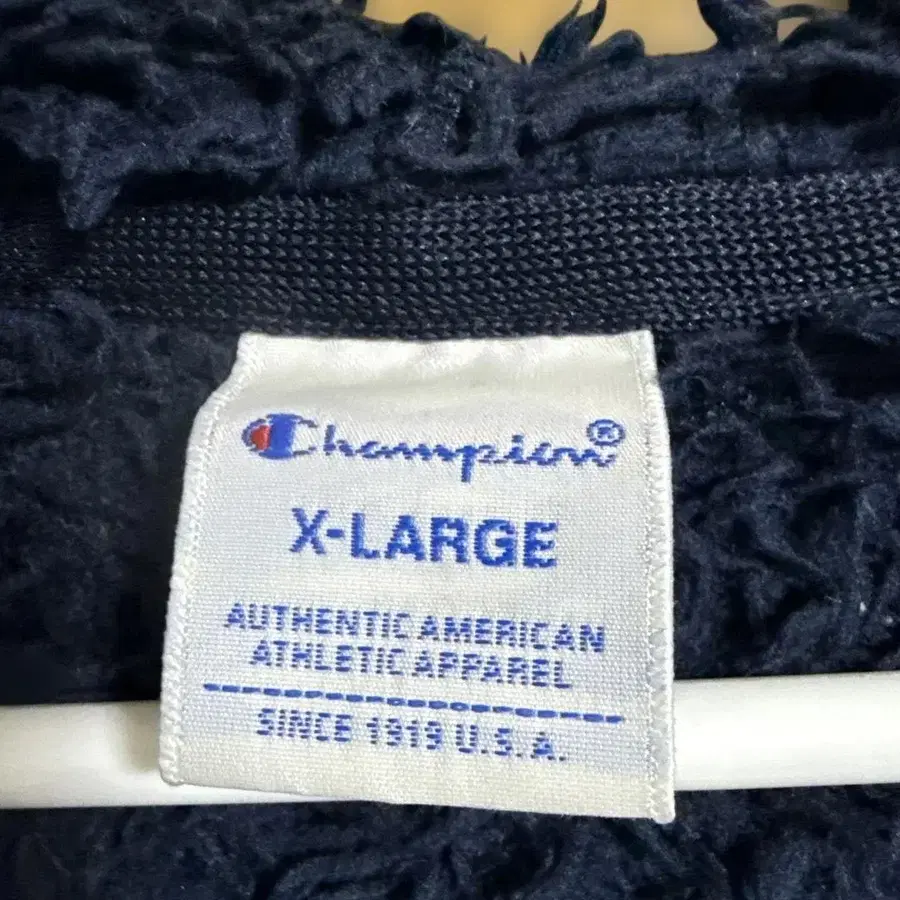 Champion®
X-LARGE
AUTHENTIC AMERICAN
ATHLETIC APPAREL
SINCE 1919 U.S.A.